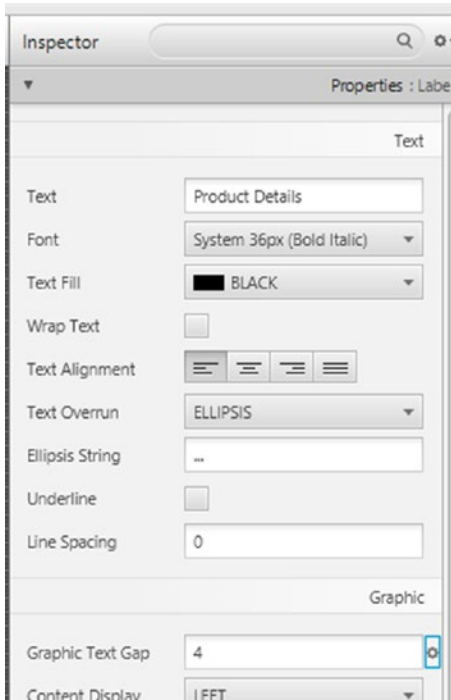 Inspector
Properties : Labe
Text
Text Product Details
Font System 36px (Bold Italic)
Text Fill BLACK
Wrap Text
Text Alignment
Text Overrun ELLIPSIS
Ellipsis String ...
Underline
Line Spacing 0
Graphic
Graphic Text Gap 4
Content Display LEFT